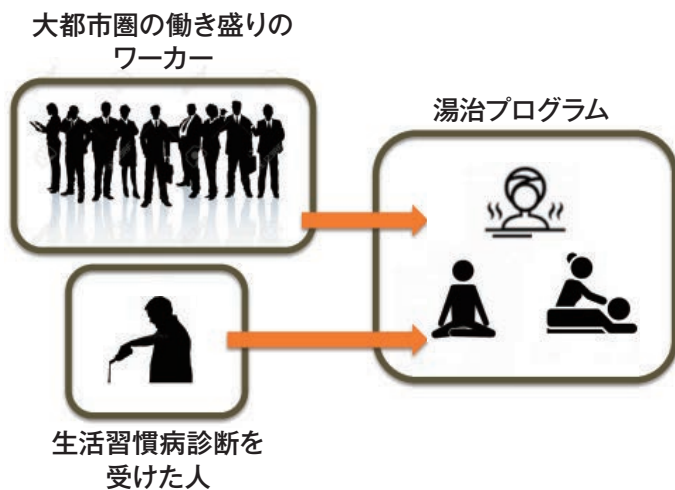 大都市圏の働き盛りの
ワーカー
湯治プログラム
生活習慣病診断を
受けた人